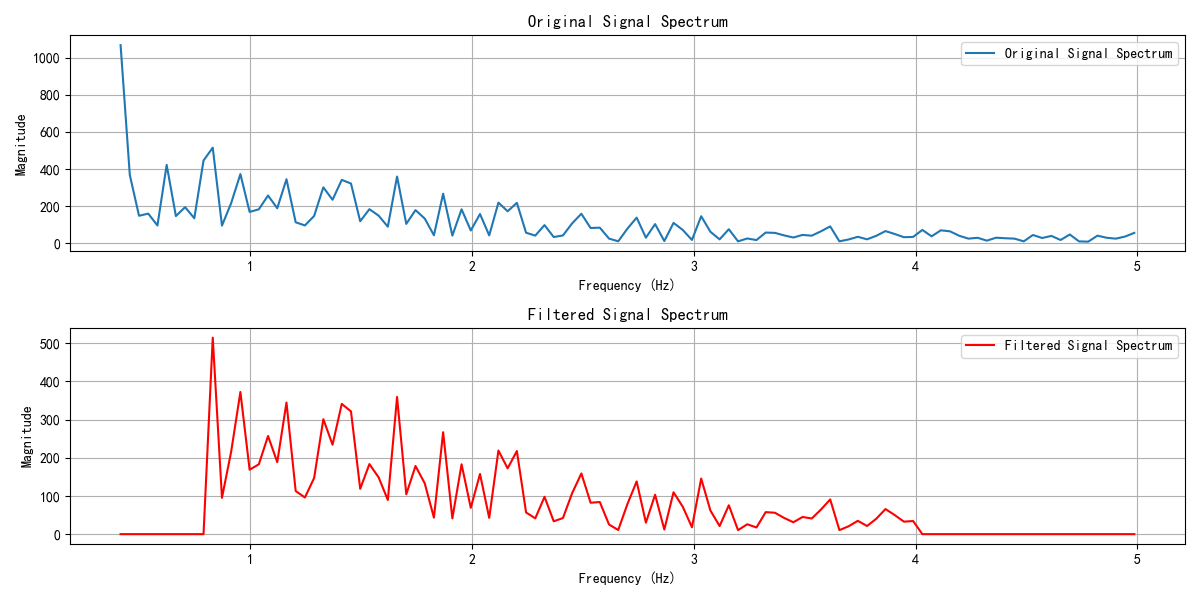 Original Signal Spectrum
Original Signal Spectrum
Magnitude
1000
800
600
400
200
0
1 2 3 4 5
Frequency (Hz)
Filtered Signal Spectrum
Filtered Signal Spectrum
Magnitude
500
400
300
200
100
0
1 2 3 4 5
Frequency (Hz)